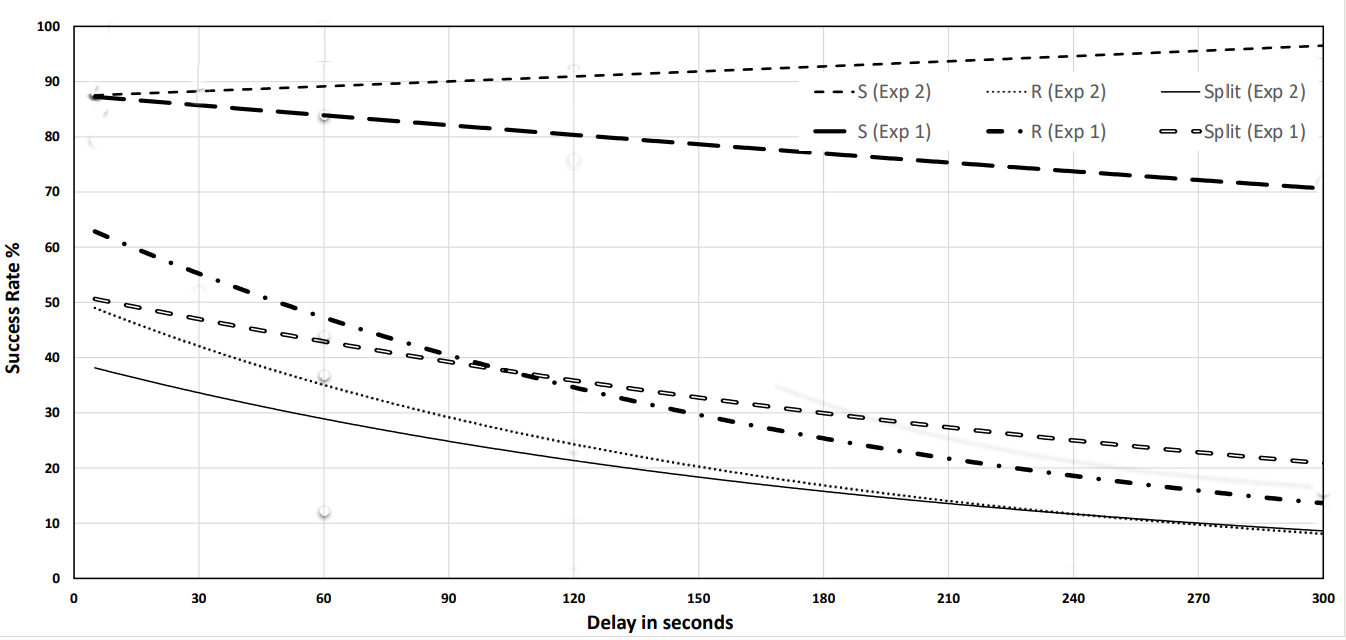 100
90
80
70
60
50
40
30
20
10
0
Success Rate %
S (Exp 2) R (Exp 2) Split (Exp 2)
S (Exp 1) R (Exp 1) Split (Exp 1)
0 30 60 90 120 150 180 210 240 270 300
Delay in seconds